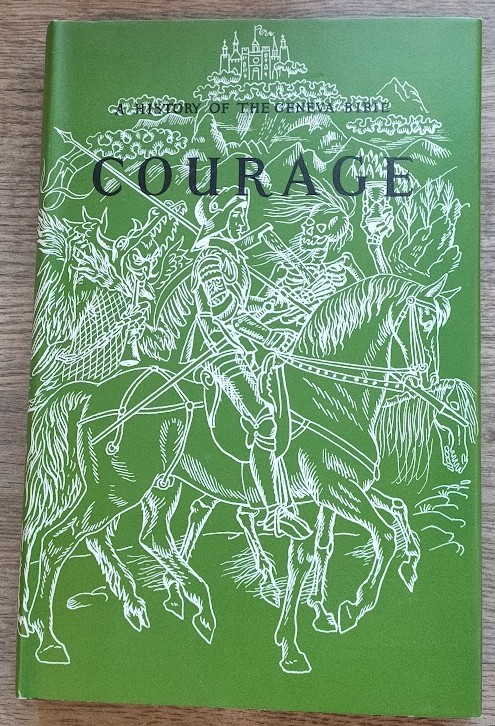 A HISTORY OF THE GENEVA BIBLE
COURAGE